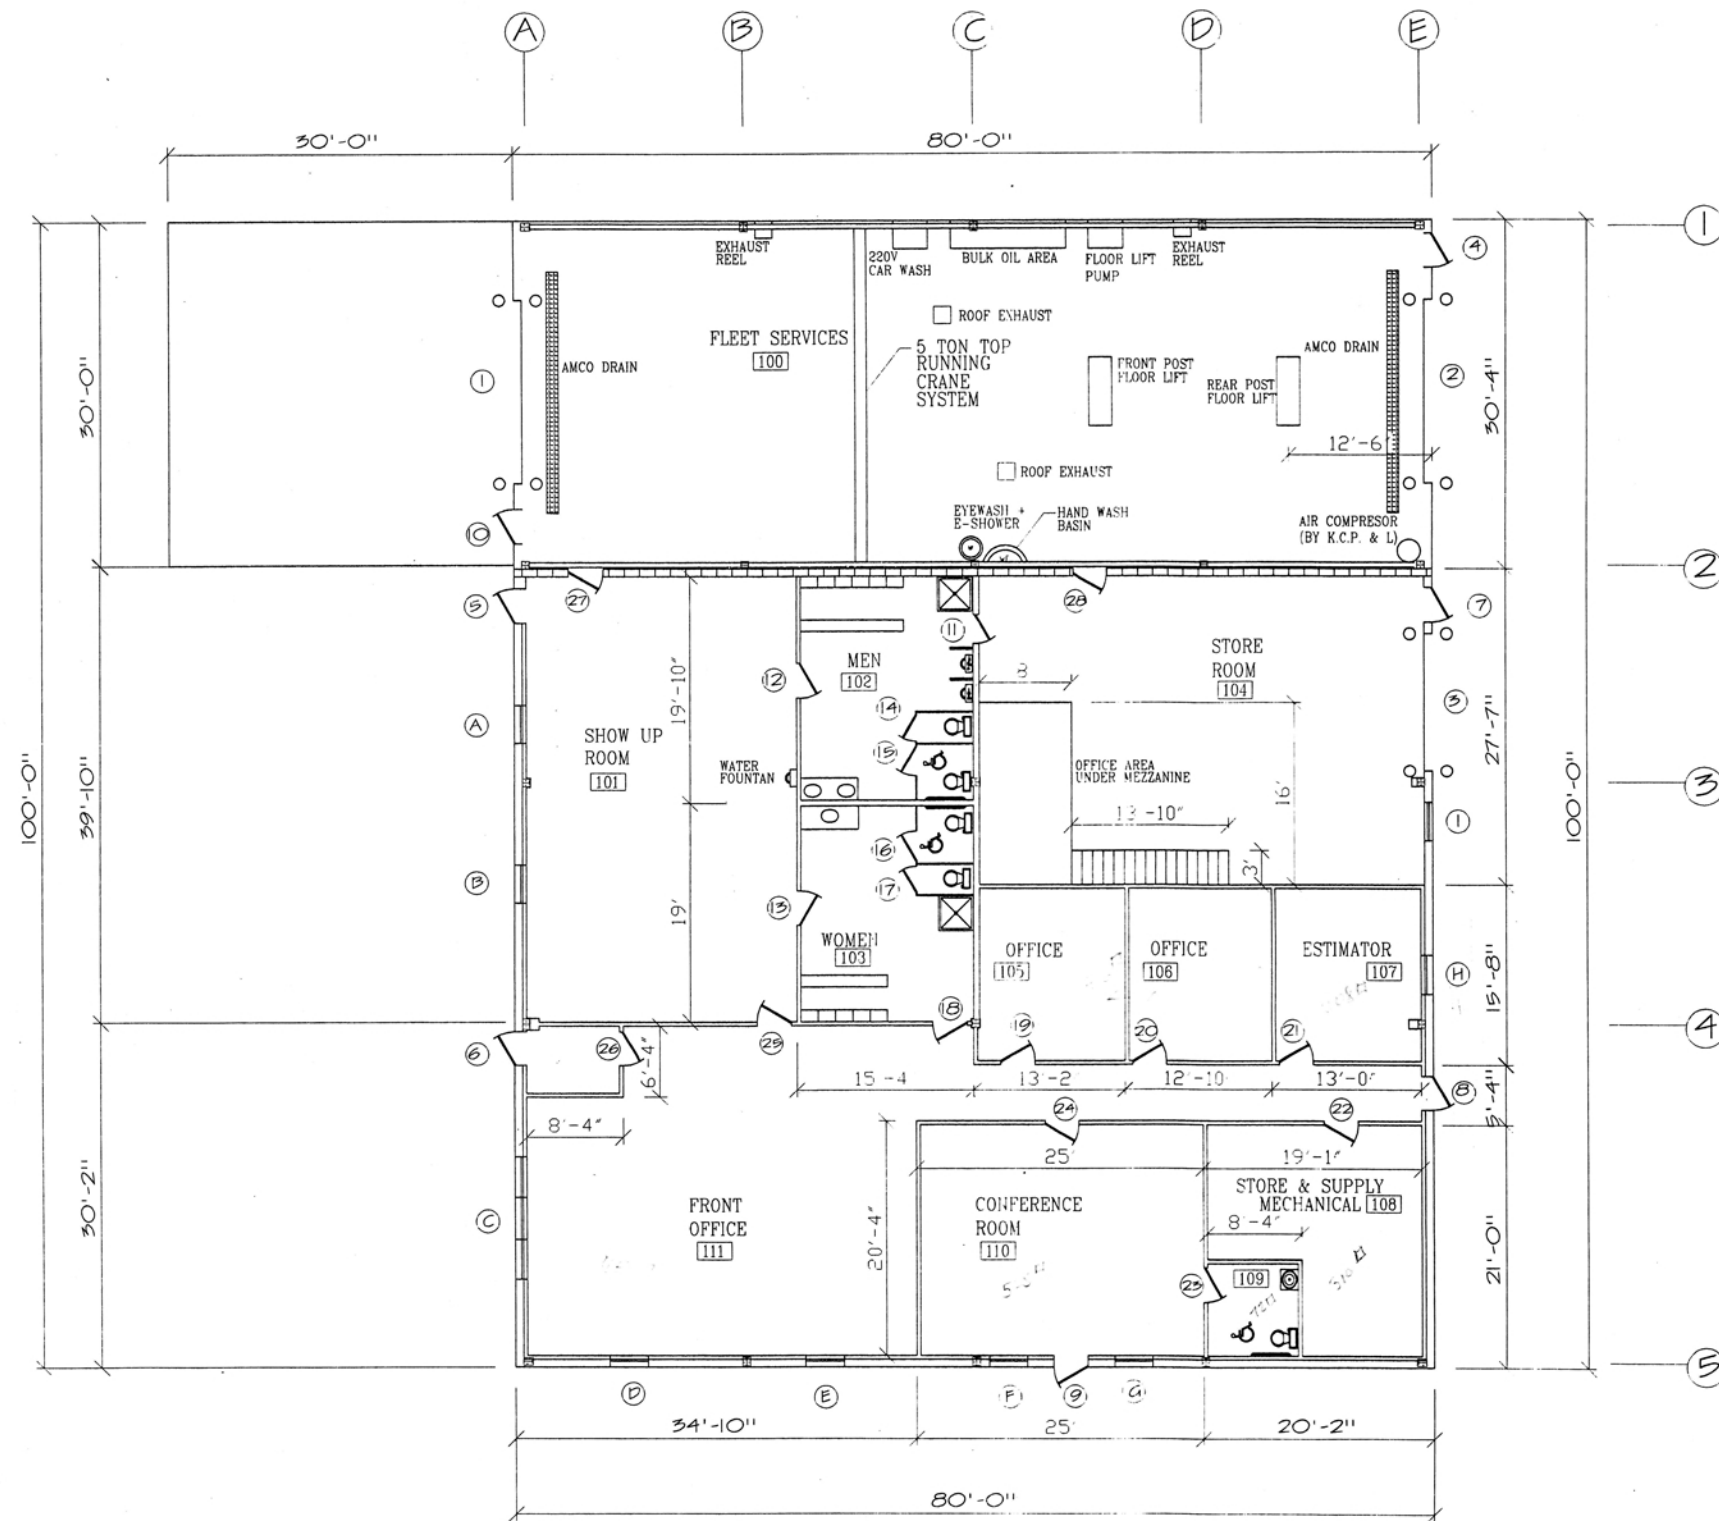 A B C D E
30'-0" 80'-0"
1
EXHAUST
REEL
220V
CAR WASH
BULK OIL AREA
FLOOR LIFT
PUMP
EXHAUST
REEL
4
ROOF EXHAUST
FLEET SERVICES
100
5 TON TOP
RUNNING
CRANE
SYSTEM
AMCO DRAIN
FRONT POST
FLOOR LIFT
REAR POST
FLOOR LIFT
AMCO DRAIN
1
2
30'-0"
30'-4"
12'-6"
ROOF EXHAUST
EYEWASH +
E-SHOWER
HAND WASH
BASIN
AIR COMPRESOR
(BY K.C.P. & L)
10
2
5
27
28
7
11
MEN
102
12
STORE
ROOM
104
8
14
15
3
19'-10"
SHOW UP
ROOM
101
A
WATER
FOUNTAN
OFFICE AREA
UNDER MEZZANINE
16'
27'-7"
3
100'-0"
39'-10"
100'-0"
13'-10"
1
3'
16
17
B
13
19'
WOMEN
103
OFFICE
105
OFFICE
106
ESTIMATOR
107
H
15'-8"
18
19
20
21
4
6
26
25
6'-4"
15'-4
13'-2
12'-10
13'-0"
8
5'-4"
24
22
8'-4"
25'
19'-1"
FRONT
OFFICE
111
C
30'-2"
20'-4"
CONFERENCE
ROOM
110
STORE & SUPPLY
MECHANICAL 108
8'-4"
21'-0"
23
109
D E F 9 G
5
34'-10" 25' 20'-2"
80'-0"